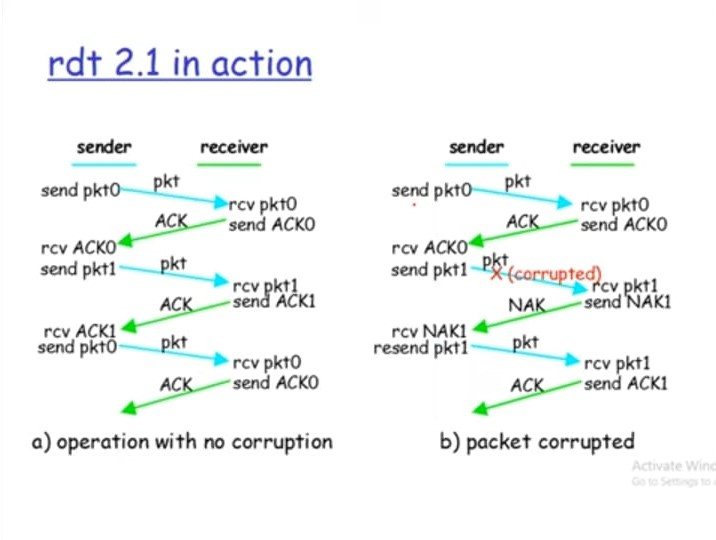 rdt 2.1 in action
sender receiver
send pkt0 pkt
rcv pkt0
ACK send ACK0
rcv ACK0
send pkt1 pkt
rcv pkt1
ACK send ACK1
rcv ACK1
send pkt0 pkt
rcv pkt0
ACK send ACK0
a) operation with no corruption
sender receiver
send pkt0 pkt
rcv pkt0
ACK send ACK0
rcv ACK0
send pkt1 pkt
X (corrupted)
rcv pkt1
NAK send NAK1
rcv NAK1
resend pkt1 pkt
rcv pkt1
ACK send ACK1
b) packet corrupted
Activate
Go to Settings to